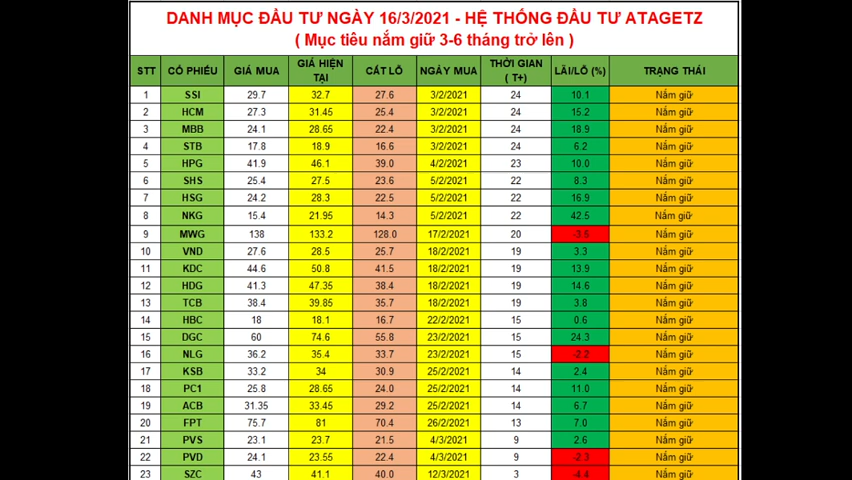 DANH MỤC ĐẦU TƯ NGÀY 16/3/2021 - HỆ THỐNG ĐẦU TƯ ATAGETZ
( Mục tiêu nắm giữ 3-6 tháng trở lên )
STT CỔ PHIẾU GIÁ MUA GIÁ HIỆN TẠI CẮT LỖ NGÀY MUA THỜI GIAN ( T+) LÃI/LỖ (%) TRẠNG THÁI
1 SSI 29.7 32.7 27.6 3/2/2021 24 10.1 Nắm giữ
2 HCM 27.3 31.45 25.4 3/2/2021 24 15.2 Nắm giữ
3 MBB 24.1 28.65 22.4 3/2/2021 24 18.9 Nắm giữ
4 STB 17.8 18.9 16.6 3/2/2021 24 6.2 Nắm giữ
5 HPG 41.9 46.1 39.0 4/2/2021 23 10.0 Nắm giữ
6 SHS 25.4 27.5 23.6 5/2/2021 22 8.3 Nắm giữ
7 HSG 24.2 28.3 22.5 5/2/2021 22 16.9 Nắm giữ
8 NKG 15.4 21.95 14.3 5/2/2021 22 42.5 Nắm giữ
9 MWG 138 133.2 128.0 17/2/2021 20 -3.5 Nắm giữ
10 VND 27.6 28.5 25.7 18/2/2021 19 3.3 Nắm giữ
11 KDC 44.6 50.8 41.5 18/2/2021 19 13.9 Nắm giữ
12 HDG 41.3 47.35 38.4 18/2/2021 19 14.6 Nắm giữ
13 TCB 38.4 39.85 35.7 18/2/2021 19 3.8 Nắm giữ
14 HBC 18 18.1 16.7 22/2/2021 15 0.6 Nắm giữ
15 DGC 60 74.6 55.8 23/2/2021 15 24.3 Nắm giữ
16 NLG 36.2 35.4 33.7 23/2/2021 15 -2.2 Nắm giữ
17 KSB 33.2 34 30.9 25/2/2021 14 2.4 Nắm giữ
18 PC1 25.8 28.65 24.0 25/2/2021 14 11.0 Nắm giữ
19 ACB 31.35 33.45 29.2 25/2/2021 14 6.7 Nắm giữ
20 FPT 75.7 81 70.4 26/2/2021 13 7.0 Nắm giữ
21 PVS 23.1 23.7 21.5 4/3/2021 9 2.6 Nắm giữ
22 PVD 24.1 23.55 22.4 4/3/2021 9 -2.3 Nắm giữ
23 SZC 43 41.1 40.0 12/3/2021 3 -4.4 Nắm giữ